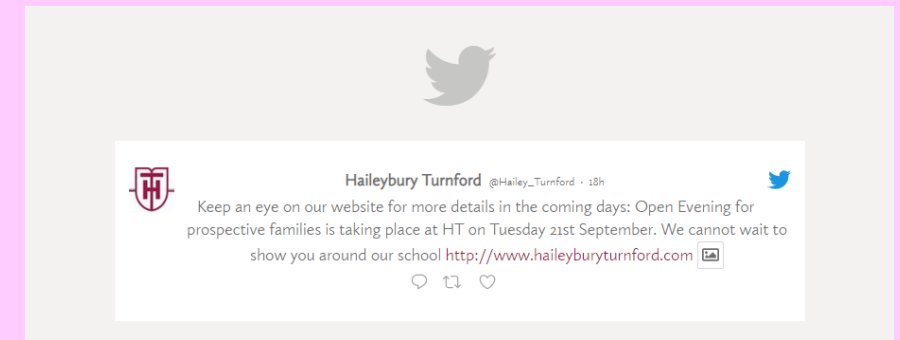 Haileybury Turnford @Hailey_Turnford · 18h
Keep an eye on our website for more details in the coming days: Open Evening for
prospective families is taking place at HT on Tuesday 21st September. We cannot wait to
show you around our school http://www.haileyburyturnford.com